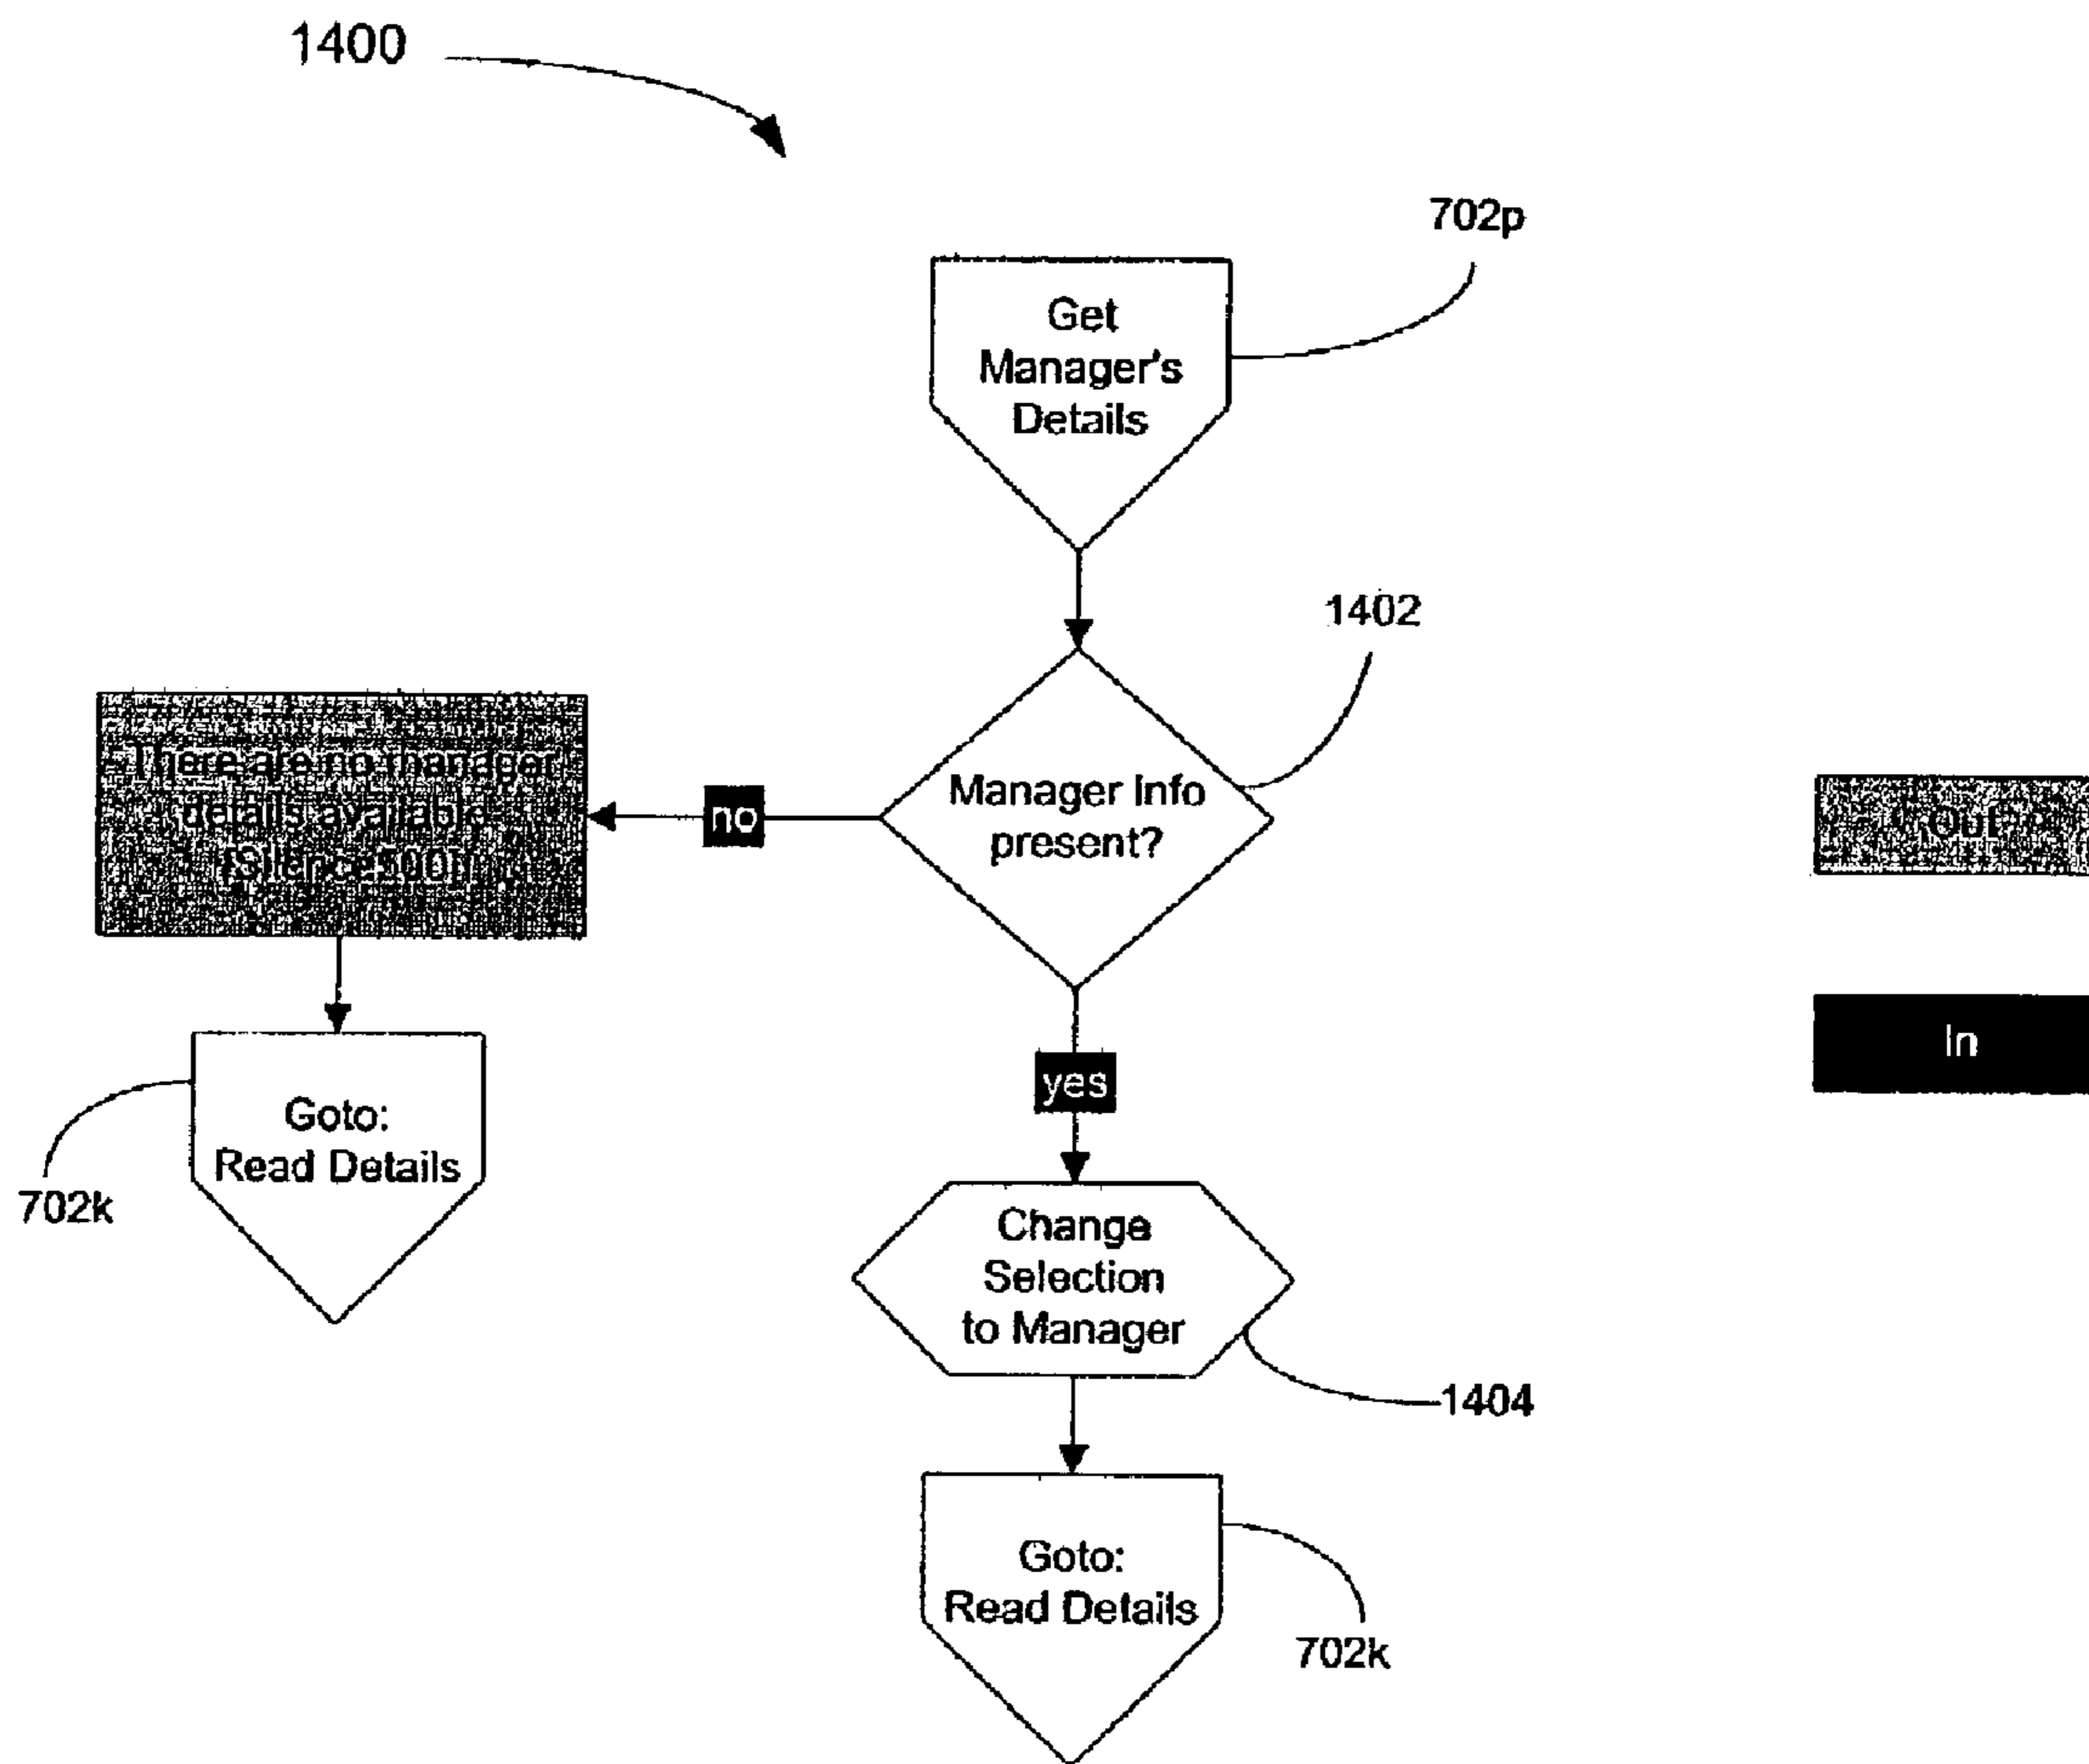 1400
702p
Get
Manager's
Details
1402
Manager Info
present?
no
There are no manager
details available
Out
In
yes
Goto:
Read Details
702k
Change
Selection
to Manager
1404
Goto:
Read Details
702k